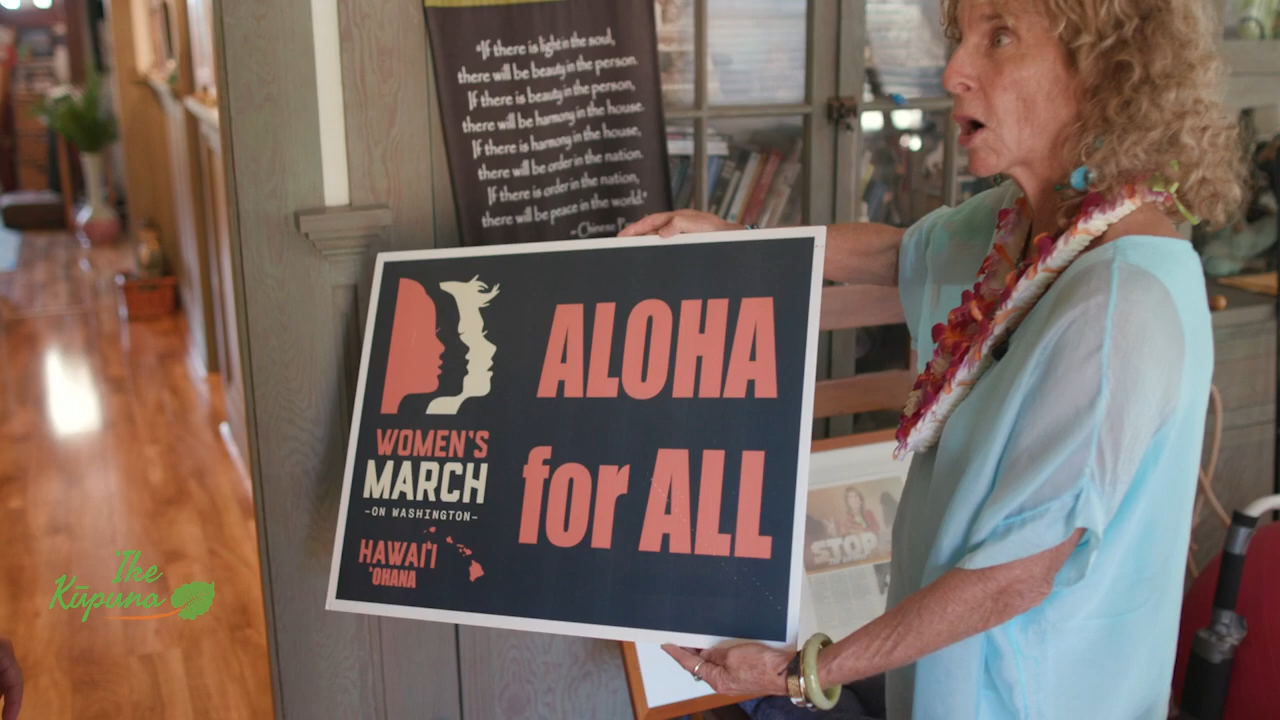 "If there is light in the soul,
there will be beauty in the person.
If there is beauty in the person,
there will be harmony in the house.
If there is harmony in the house,
there will be order in the nation.
If there is order in the nation,
there will be peace in the world."
-Chinese
ALOHA
for ALL
WOMEN'S
MARCH
-ON WASHINGTON-
HAWAI'I
'OHANA
STOP
'Ike
Kūpuna